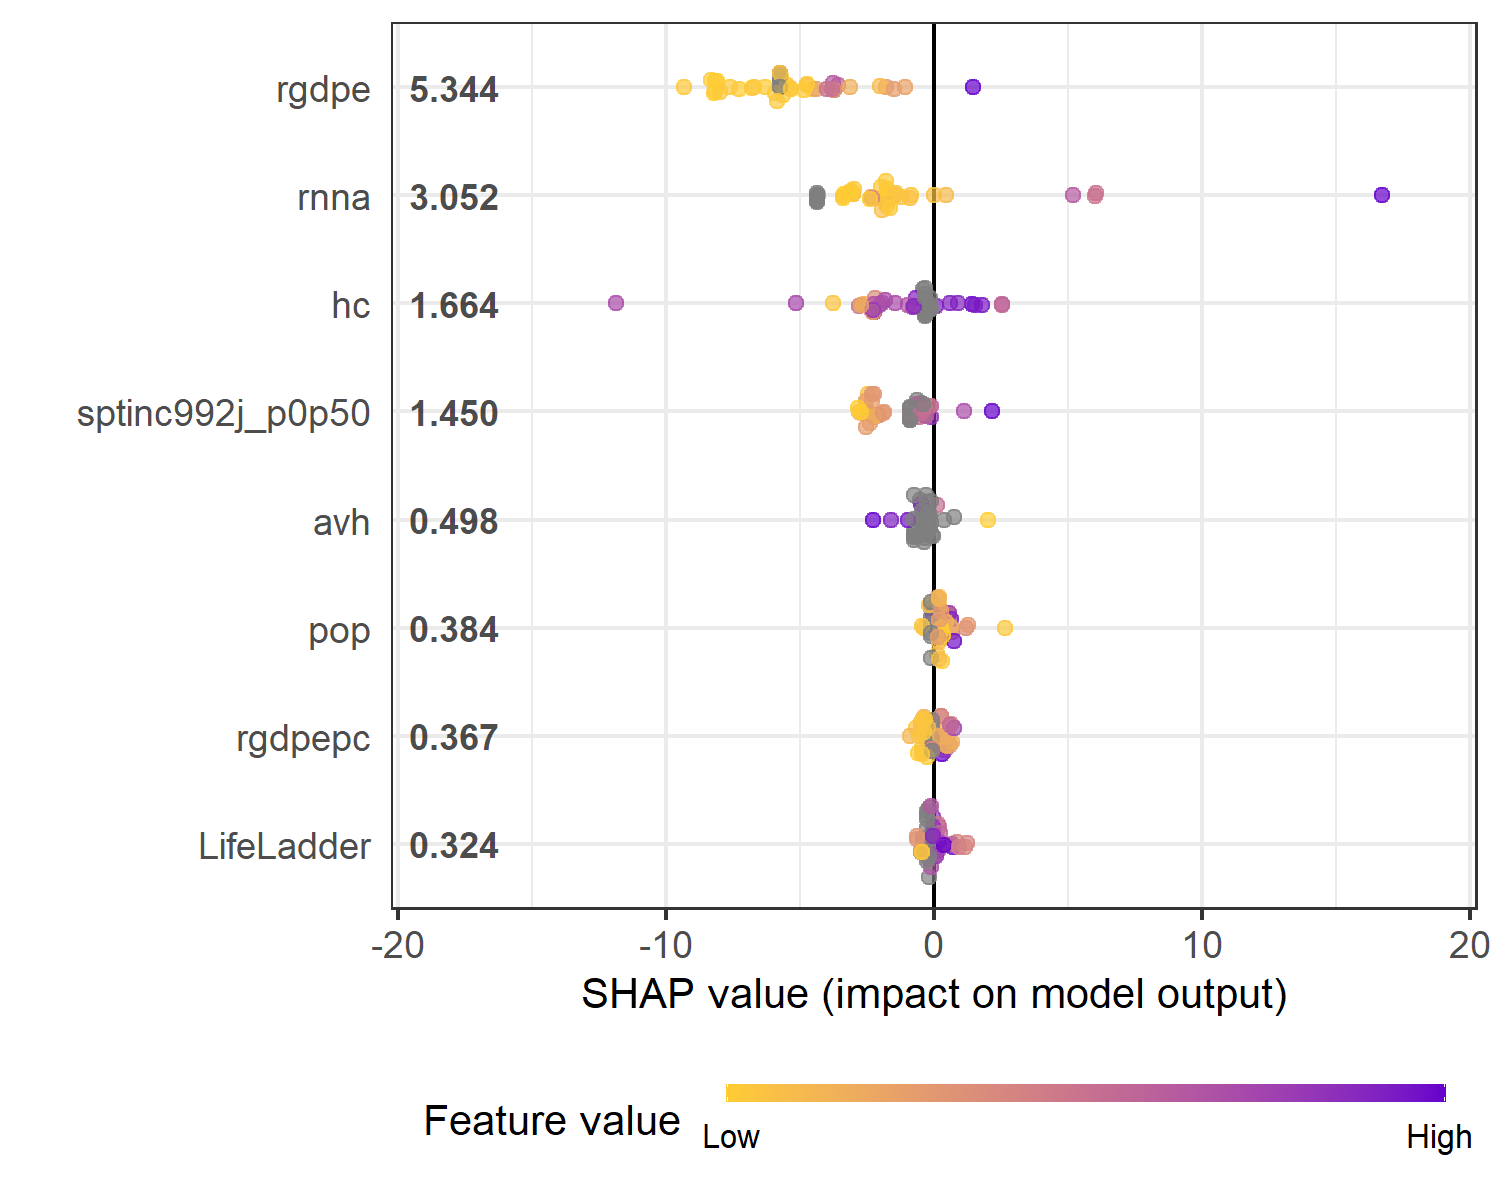 rgdpe 5.344
rnna 3.052
hc 1.664
sptinc992j_p0p50 1.450
avh 0.498
pop 0.384
rgdpepc 0.367
LifeLadder 0.324
-20 -10 0 10 20
SHAP value (impact on model output)
Feature value
Low High